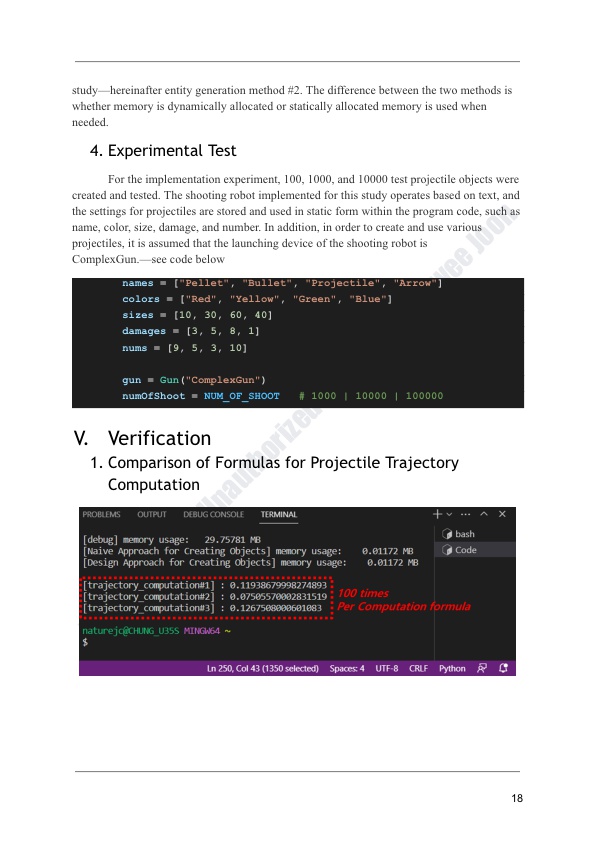 study—hereinafter entity generation method #2. The difference between the two methods is
whether memory is dynamically allocated or statically allocated memory is used when
needed.
4. Experimental Test
For the implementation experiment, 100, 1000, and 10000 test projectile objects were
created and tested. The shooting robot implemented for this study operates based on text, and
the settings for projectiles are stored and used in static form within the program code, such as
name, color, size, damage, and number. In addition, in order to create and use various
projectiles, it is assumed that the launching device of the shooting robot is
ComplexGun.—see code below
names = ["Pellet", "Bullet", "Projectile", "Arrow"]
colors = ["Red", "Yellow", "Green", "Blue"]
sizes = [10, 30, 60, 40]
damages = [3, 5, 8, 1]
nums = [9, 5, 3, 10]
gun = Gun("ComplexGun")
numOfShoot = NUM_OF_SHOOT # 1000 | 10000 | 100000
V. Verification
1. Comparison of Formulas for Projectile Trajectory
Computation
PROBLEMS OUTPUT DEBUG CONSOLE TERMINAL
bash
Code
[debug] memory usage: 29.75781 MB
[Naive Approach for Creating Objects] memory usage: 0.01172 MB
[Design Approach for Creating Objects] memory usage: 0.01172 MB
[trajectory_computation#1] : 0.11938679998274893
[trajectory_computation#2] : 0.07505570002831519
[trajectory_computation#3] : 0.1267508000601083
100 times
Per Computation formula
naturejc@CHUNG_U35S MINGW64 ~
$
Ln 250, Col 43 (1350 selected) Spaces: 4 UTF-8 CRLF Python
18